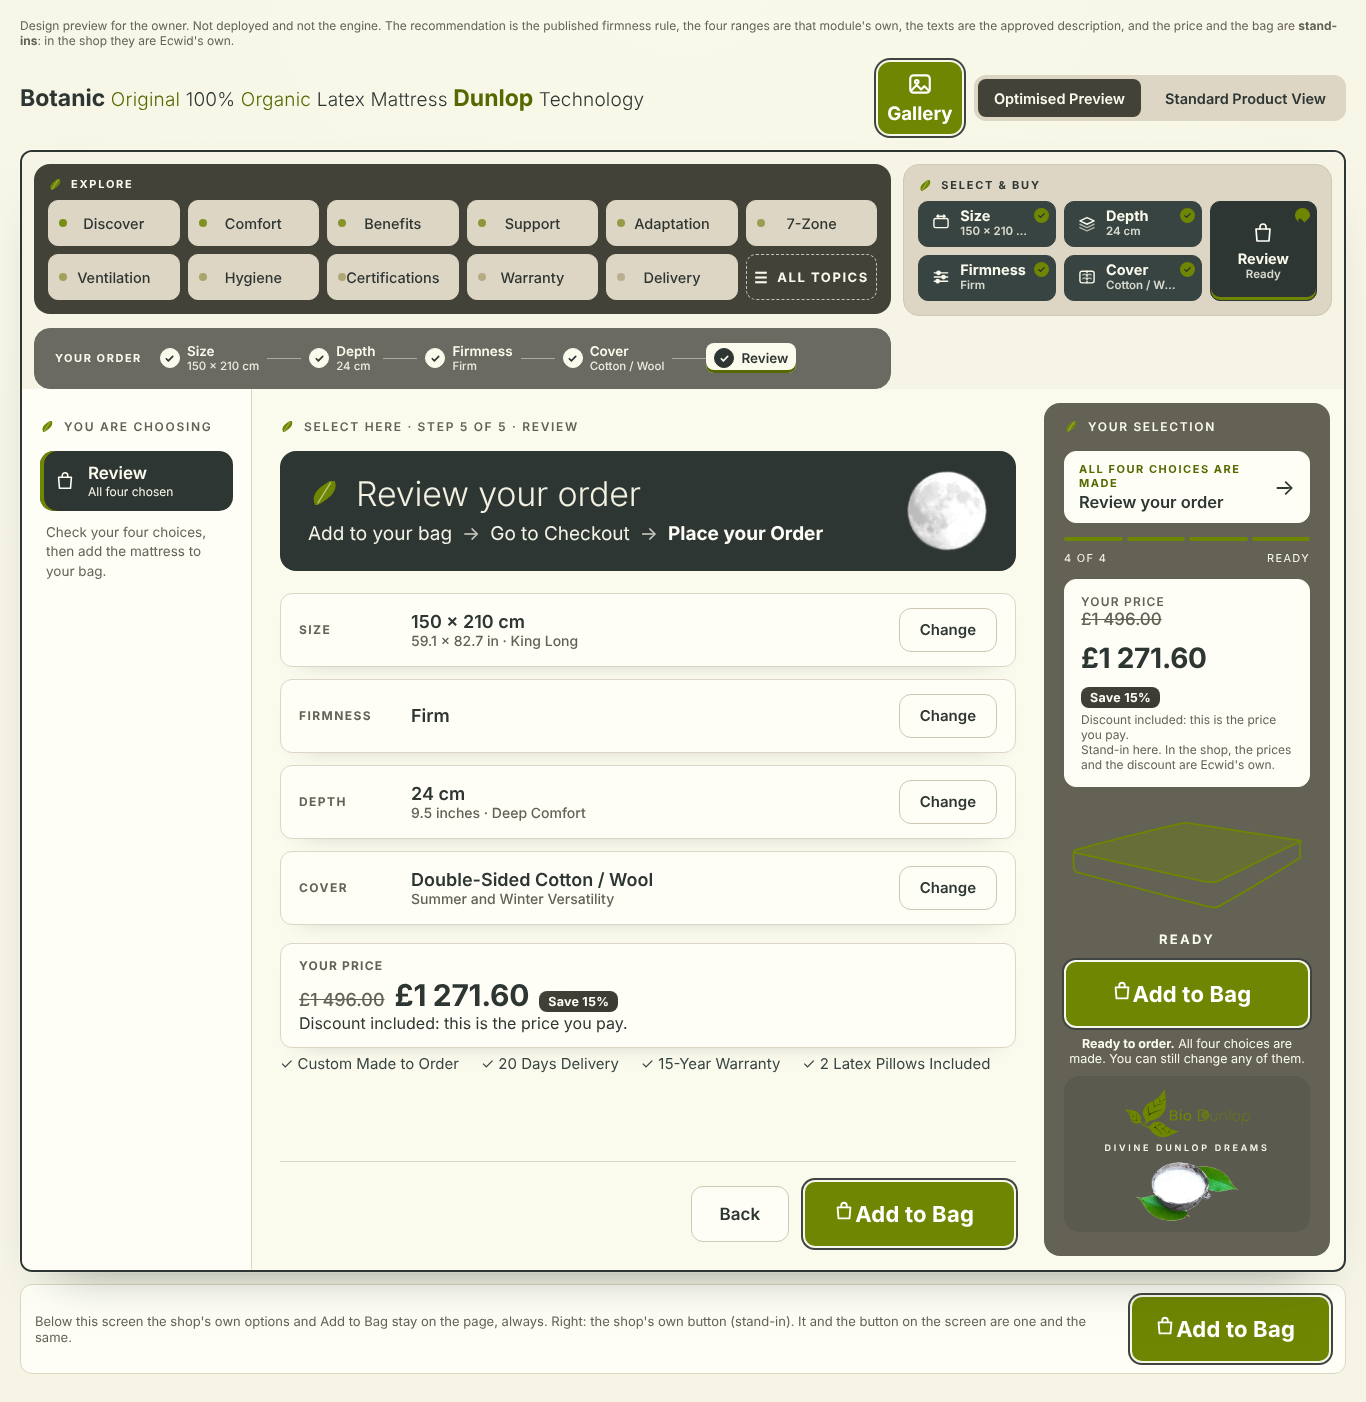 Design preview for the owner. Not deployed and not the engine. The recommendation is the published firmness rule, the four ranges are that module's own, the texts are the approved description, and the price and the bag are stand-
ins: in the shop they are Ecwid's own.
Botanic Original 100% Organic Latex Mattress Dunlop Technology
Gallery
Optimised Preview
Standard Product View
EXPLORE
Discover
Comfort
Benefits
Support
Adaptation
7-Zone
Ventilation
Hygiene
Certifications
Warranty
Delivery
ALL TOPICS
SELECT & BUY
Size
150 × 210 ...
Depth
24 cm
Firmness
Firm
Cover
Cotton / W...
Review
Ready
YOUR ORDER
Size
150 × 210 cm
Depth
24 cm
Firmness
Firm
Cover
Cotton / Wool
Review
YOU ARE CHOOSING
Review
All four chosen
Check your four choices,
then add the mattress to
your bag.
SELECT HERE · STEP 5 OF 5 · REVIEW
Review your order
Add to your bag → Go to Checkout → Place your Order
SIZE
150 × 210 cm
59.1 × 82.7 in · King Long
Change
FIRMNESS
Firm
Change
DEPTH
24 cm
9.5 inches · Deep Comfort
Change
COVER
Double-Sided Cotton / Wool
Summer and Winter Versatility
Change
YOUR PRICE
£1 496.00 £1 271.60 Save 15%
Discount included: this is the price you pay.
✓ Custom Made to Order ✓ 20 Days Delivery ✓ 15-Year Warranty ✓ 2 Latex Pillows Included
Back
Add to Bag
YOUR SELECTION
ALL FOUR CHOICES ARE
MADE
Review your order
→
4 OF 4
READY
YOUR PRICE
£1 496.00
£1 271.60
Save 15%
Discount included: this is the price
you pay.
Stand-in here. In the shop, the prices
and the discount are Ecwid's own.
READY
Add to Bag
Ready to order. All four choices are
made. You can still change any of them.
Bio Dunlop
DIVINE DUNLOP DREAMS
Below this screen the shop's own options and Add to Bag stay on the page, always. Right: the shop's own button (stand-in). It and the button on the screen are one and the
same.
Add to Bag